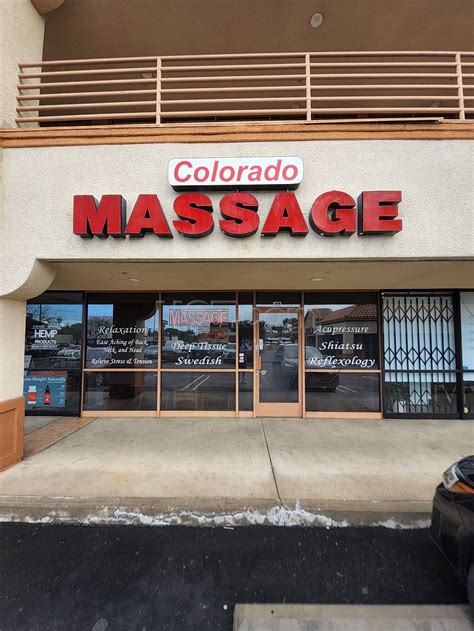 Colorado
MASSAGE
HEMP
PRODUCTS
Relaxation
Ease Aching of Back,
Neck, and Head
Relieve Stress & Tension
MASSAGE
Deep Tissue
Swedish
103
Acupressure
Shiatsu
Reflexology